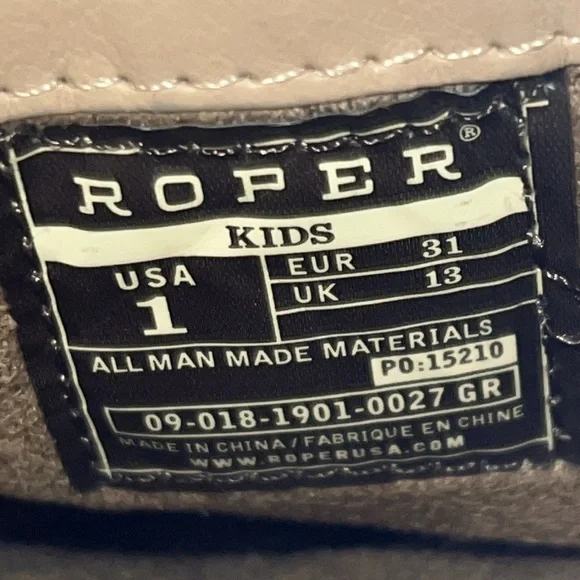 ROPER®
KIDS
USA
1
EUR 31
UK 13
ALL MAN MADE MATERIALS
PO:15210
09-018-1901-0027 GR
MADE IN CHINA / FABRIQUE EN CHINE
WWW.ROPERUSA.COM